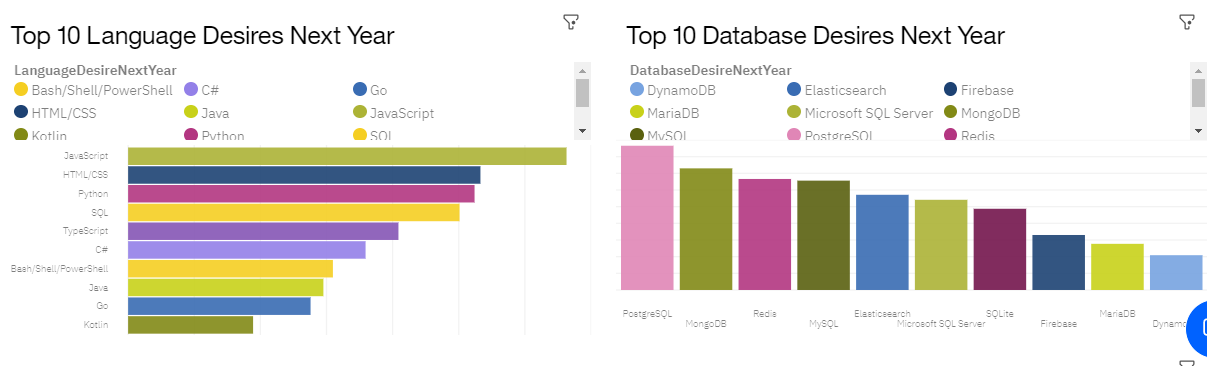 Top 10 Language Desires Next Year
LanguageDesireNextYear
Bash/Shell/PowerShell C# Go
HTML/CSS Java JavaScript
Kotlin Python SQL
JavaScript
HTML/CSS
Python
SQL
TypeScript
C#
Bash/Shell/PowerShell
Java
Go
Kotlin
Top 10 Database Desires Next Year
DatabaseDesireNextYear
DynamoDB Elasticsearch Firebase
MariaDB Microsoft SQL Server MongoDB
MySQL PostgreSQL Redis
PostgreSQL Redis Elasticsearch SQLite MariaDB
MongoDB MySQL Microsoft SQL Server Firebase Dynamo